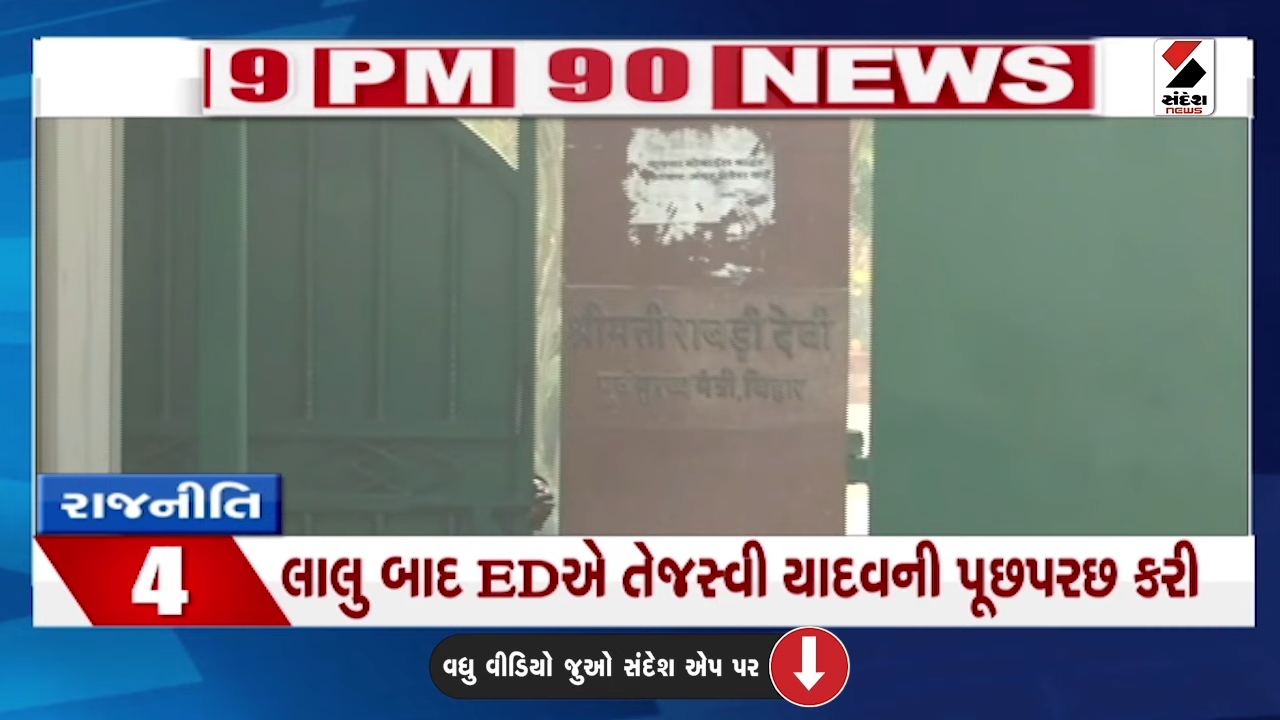 9 PM 90 NEWS
સંદેશ
NEWS
श्रीमती राबड़ी देवी
पूर्व मुख्य मंत्री, बिहार
રાજનીતિ
4 લાલુ બાદ EDએ તેજસ્વી યાદવની પૂછપરછ કરી
વધુ વીડિયો જુઓ સંદેશ એપ પર